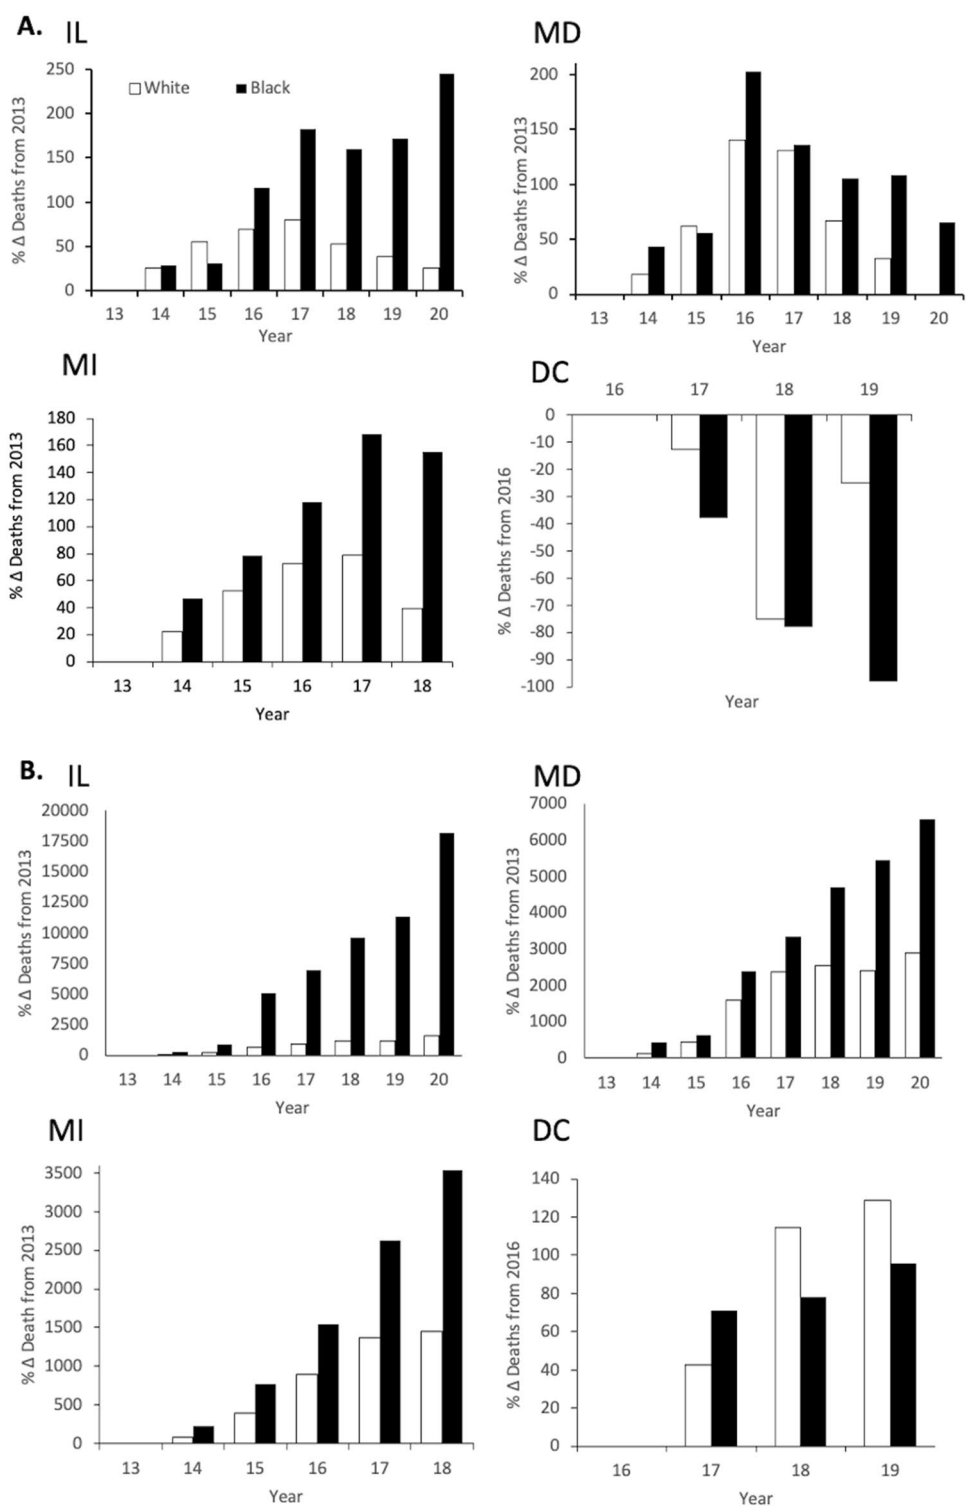 A. IL
% Δ Deaths from 2013
250
200
150
100
50
0
White Black
13 14 15 16 17 18 19 20
Year
MD
% Δ Deaths from 2013
200
150
100
50
0
13 14 15 16 17 18 19 20
Year
MI
% Δ Deaths from 2013
180
160
140
120
100
80
60
40
20
0
13 14 15 16 17 18
Year
DC
16 17 18 19
% Δ Deaths from 2016
0
-10
-20
-30
-40
-50
-60
-70
-80
-90
-100
Year
B. IL
% Δ Deaths from 2013
20000
17500
15000
12500
10000
7500
5000
2500
0
13 14 15 16 17 18 19 20
Year
MD
% Δ Deaths from 2013
7000
6000
5000
4000
3000
2000
1000
0
13 14 15 16 17 18 19 20
Year
MI
% Δ Death from 2013
3500
3000
2500
2000
1500
1000
500
0
13 14 15 16 17 18
Year
DC
% Δ Deaths from 2016
140
120
100
80
60
40
20
0
16 17 18 19
Year